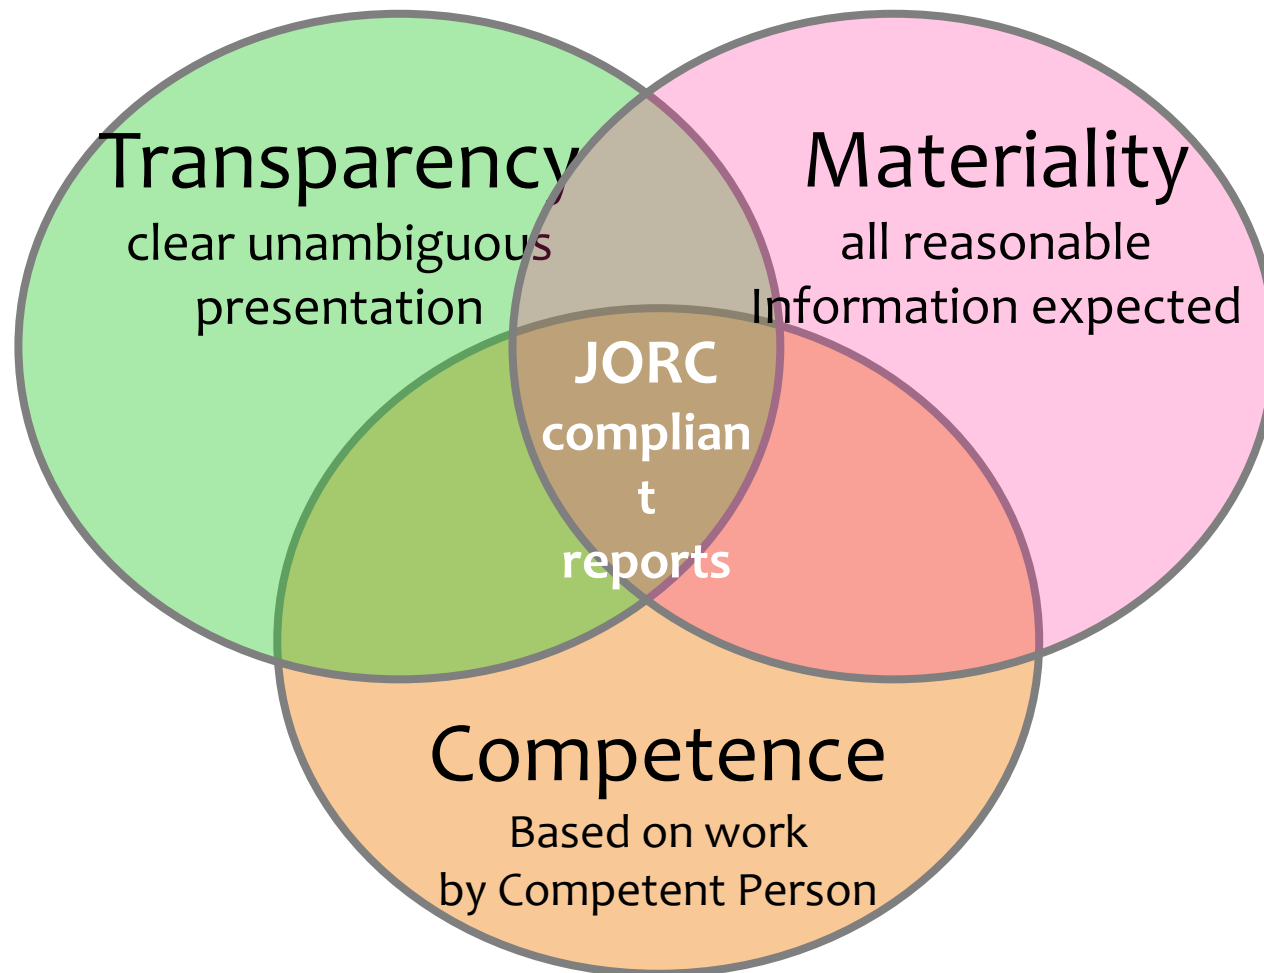 Transparency
clear unambiguous
presentation
Materiality
all reasonable
Information expected
JORC
complian
t
reports
Competence
Based on work
by Competent Person